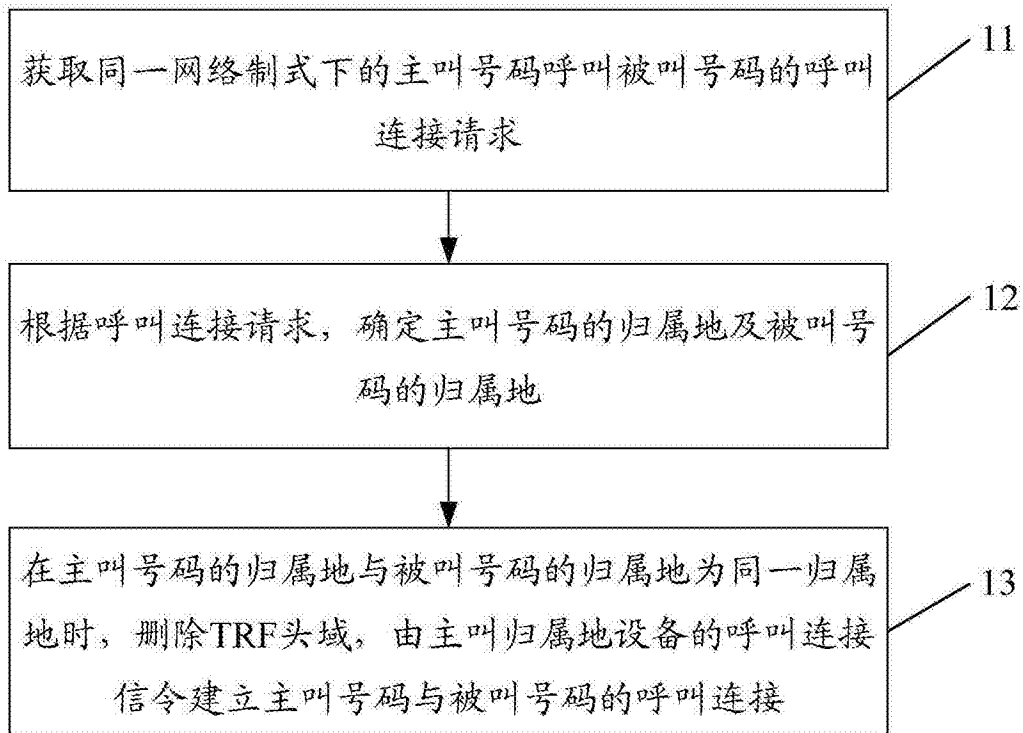 获取同一网络制式下的主叫号码呼叫被叫号码的呼叫
连接请求
11
根据呼叫连接请求，确定主叫号码的归属地及被叫号
码的归属地
12
在主叫号码的归属地与被叫号码的归属地为同一归属
地时，删除TRF头域，由主叫归属地设备的呼叫连接
信令建立主叫号码与被叫号码的呼叫连接
13